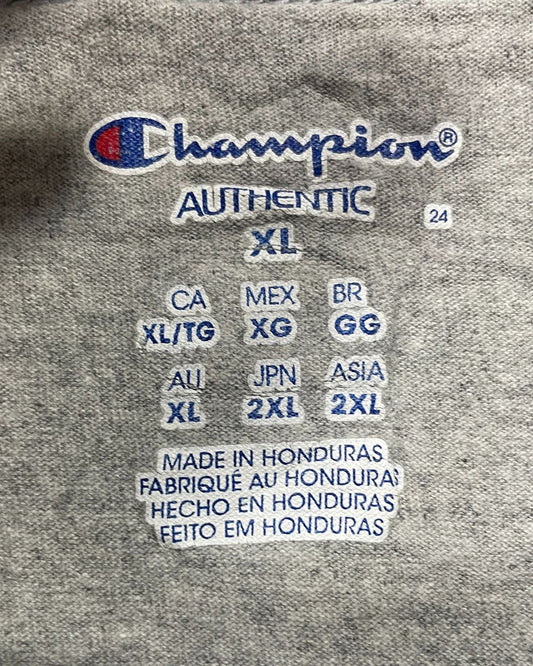 Champion®
AUTHENTIC
24
XL
CA MEX BR
XL/TG XG GG
AU JPN ASIA
XL 2XL 2XL
MADE IN HONDURAS
FABRIQUÉ AU HONDURAS
HECHO EN HONDURAS
FEITO EM HONDURAS